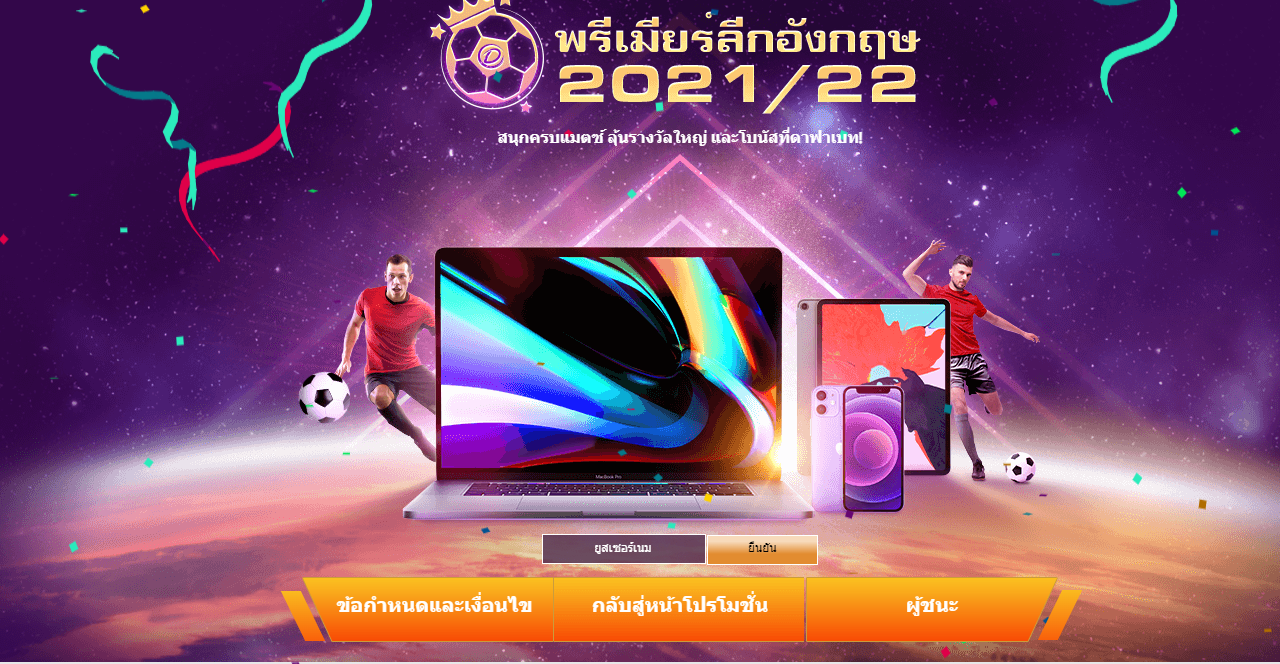 พรีเมียร์ลีกอังกฤษ
2021/22
สนุกครบแมตช์ ลุ้นรางวัลใหญ่ และโบนัสที่ดาฟาเบท!
D
MacBook Pro
ยูสเซอร์เนม
ยืนยัน
ข้อกำหนดและเงื่อนไข
กลับสู่หน้าโปรโมชั่น
ผู้ชนะ